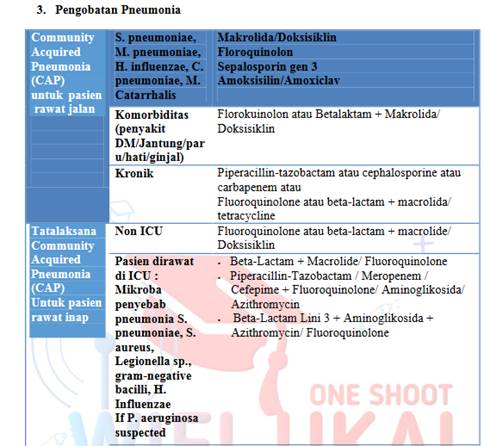 3. Pengobatan Pneumonia
Community Acquired Pneumonia (CAP) untuk pasien rawat jalan
S. pneumoniae, M. pneumoniae, H. influenzae, C. pneumoniae, M. Catarrhalis
Makrolida/Doksisiklin
Floroquinolon
Sepalosporin gen 3
Amoksisilin/Amoxiclav
Komorbiditas
(penyakit
DM/Jantung/par
u/hati/ginjal)
Florokuinolon atau Betalaktam + Makrolida/
Doksisiklin
Kronik
Piperacillin-tazobactam atau cephalosporine atau
carbapenem atau
Fluoroquinolone atau beta-lactam + macrolida/
tetracycline
Tatalaksana
Community
Acquired
Pneumonia
(CAP)
Untuk pasien
rawat inap
Non ICU
Fluoroquinolone atau beta-lactam + macrolide/
Doksisiklin
Pasien dirawat
di ICU :
Mikroba
penyebab
pneumonia S.
pneumoniae, S.
aureus,
Legionella sp.,
gram-negative
bacilli, H.
Influenzae
If P. aeruginosa
suspected
• Beta-Lactam + Macrolide/ Fluoroquinolone
• Piperacillin-Tazobactam / Meropenem /
Cefepime + Fluoroquinolone/ Aminoglikosida/
Azithromycin
• Beta-Lactam Lini 3 + Aminoglikosida +
Azithromycin/ Fluoroquinolone
ONE SHOOT